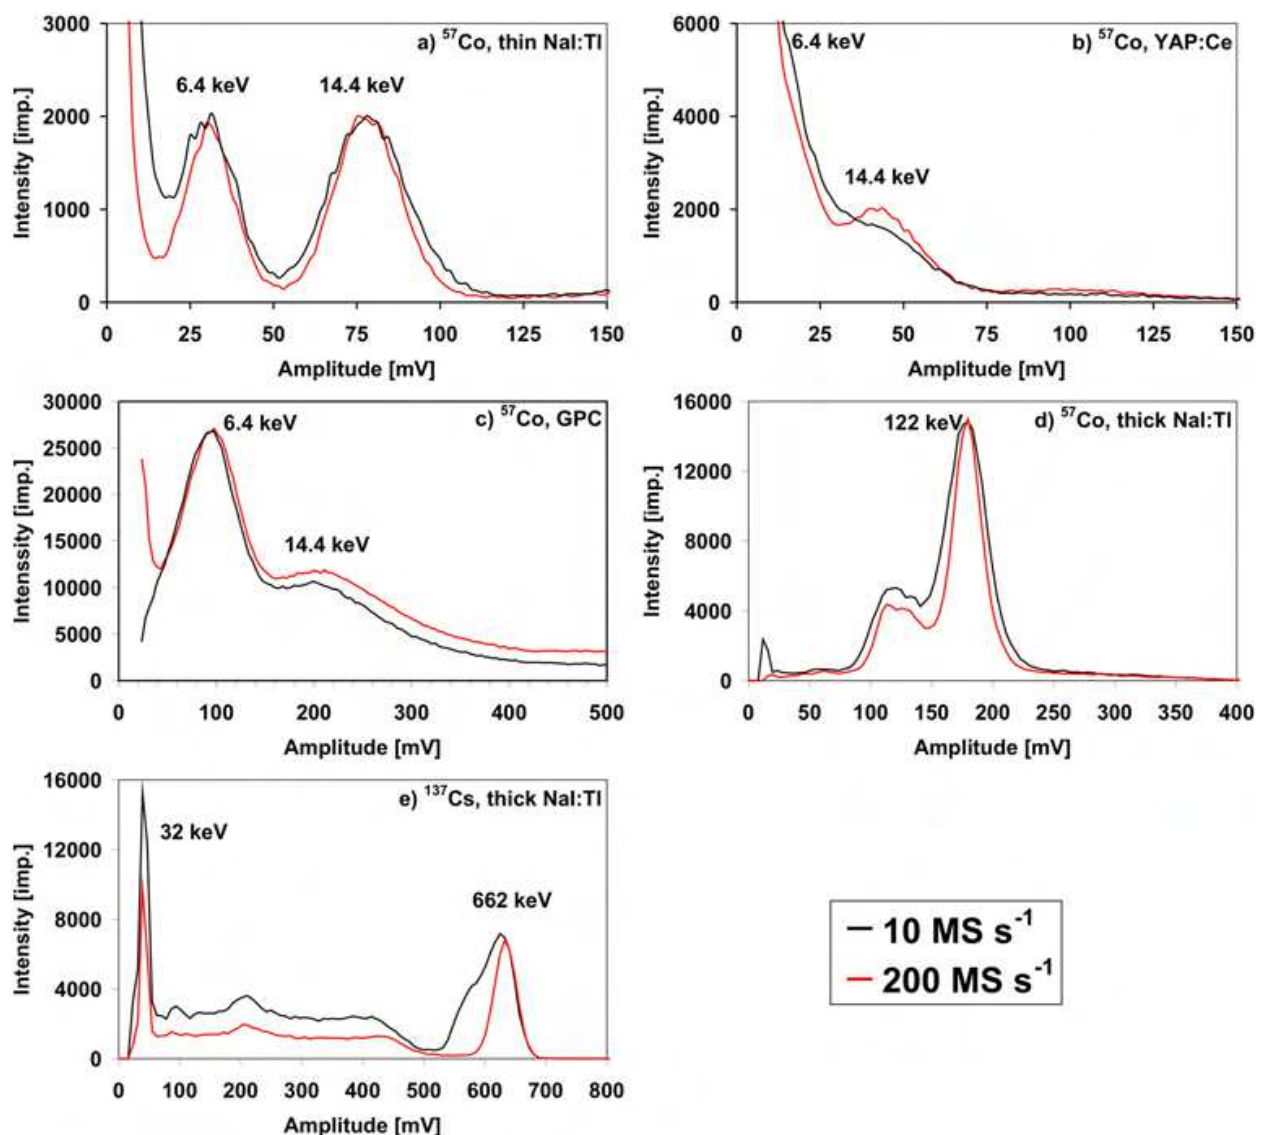 a) ⁵⁷Co, thin NaI:Tl
6.4 keV 14.4 keV
Intensity [imp.]
3000
2000
1000
0
0 25 50 75 100 125 150
Amplitude [mV]
b) ⁵⁷Co, YAP:Ce
6.4 keV
14.4 keV
Intensity [imp.]
6000
4000
2000
0
0 25 50 75 100 125 150
Amplitude [mV]
c) ⁵⁷Co, GPC
6.4 keV
14.4 keV
Intenssity [imp.]
30000
25000
20000
15000
10000
5000
0
0 100 200 300 400 500
Amplitude [mV]
d) ⁵⁷Co, thick NaI:Tl
122 keV
Intensity [imp.]
16000
12000
8000
4000
0
0 50 100 150 200 250 300 350 400
Amplitude [mV]
e) ¹³⁷Cs, thick NaI:Tl
32 keV
662 keV
Intensity [imp.]
16000
12000
8000
4000
0
0 100 200 300 400 500 600 700 800
Amplitude [mV]
10 MS s⁻¹
200 MS s⁻¹